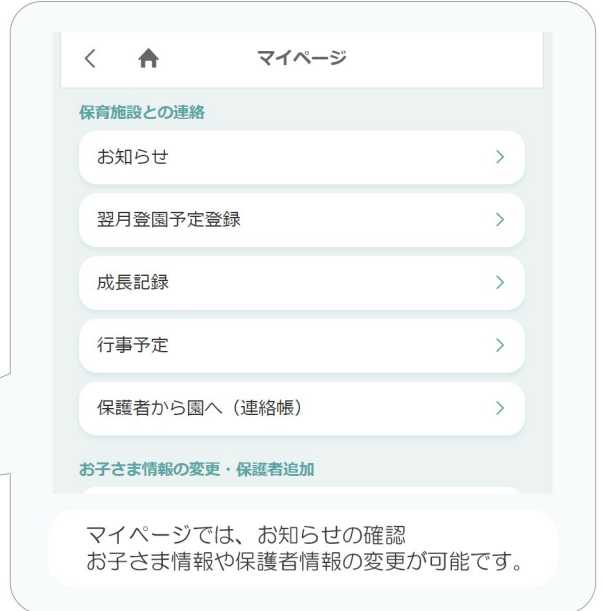 マイページ
保育施設との連絡
お知らせ
翌月登園予定登録
成長記録
行事予定
保護者から園へ（連絡帳）
お子さま情報の変更・保護者追加
マイページでは、お知らせの確認
お子さま情報や保護者情報の変更が可能です。